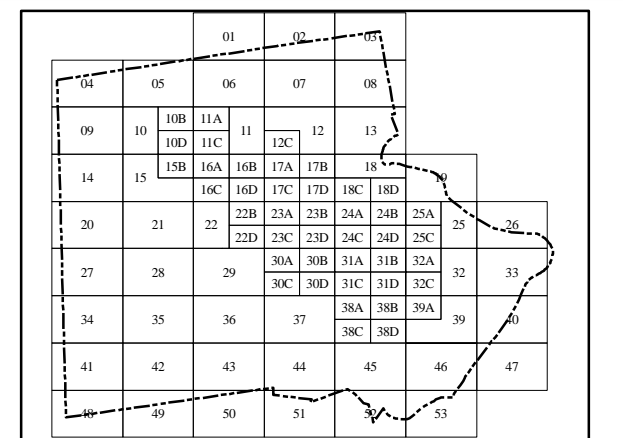 01 02 03
04 05 06 07 08
10B 11A
09 10 11 12 13
10D 11C 12C
15B 16A 16B 17A 17B 18
14 15 19
16C 16D 17C 17D 18C 18D
22B 23A 23B 24A 24B 25A
20 21 22 25 26
22D 23C 23D 24C 24D 25C
30A 30B 31A 31B 32A
27 28 29 32 33
30C 30D 31C 31D 32C
38A 38B 39A
34 35 36 37 39 40
38C 38D
41 42 43 44 45 46 47
48 49 50 51 52 53